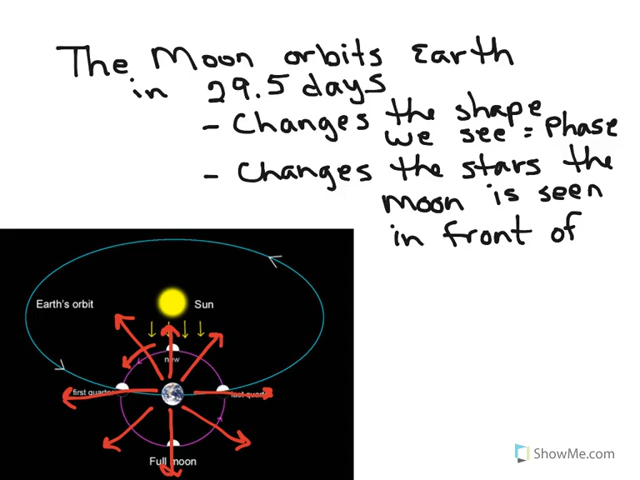 The Moon orbits Earth
in 29.5 days
- Changes the shape
we see = phase
- Changes the stars the
moon is seen
in front of
Earth's orbit
Sun
new
first quarter
last quart
Full moon
ShowMe.com